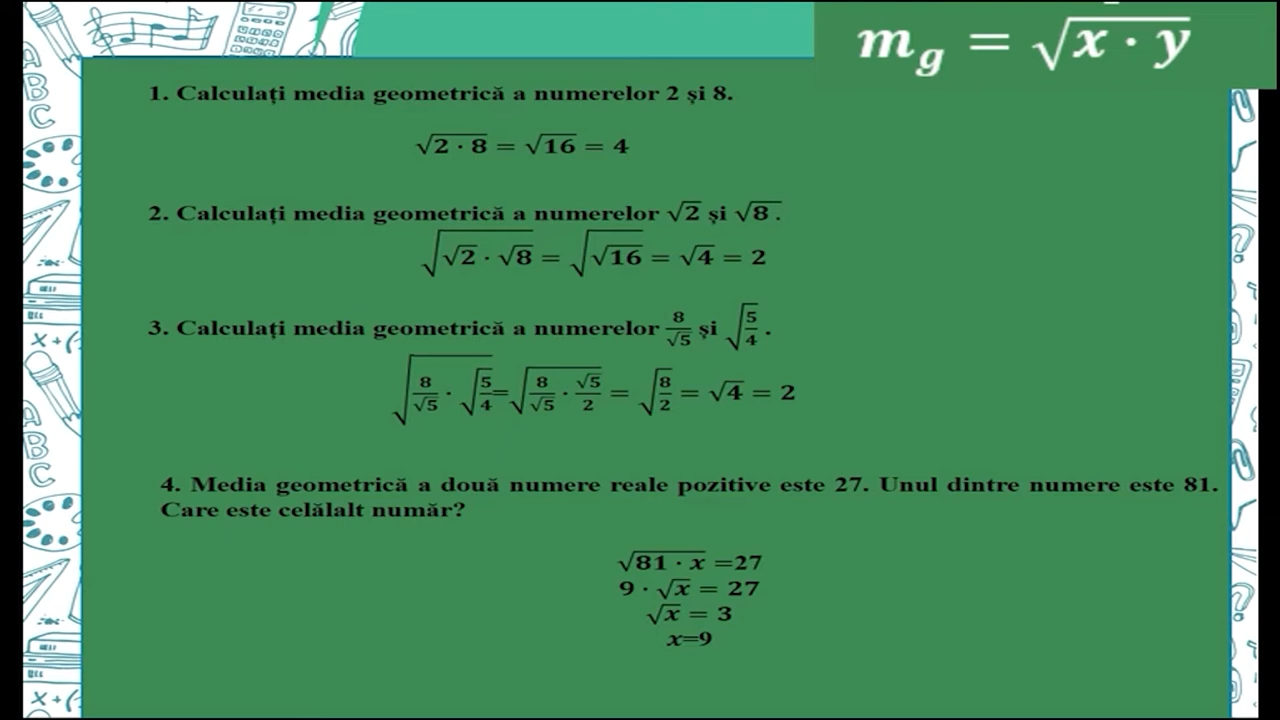 m_g = √(x · y)
1. Calculați media geometrică a numerelor 2 și 8.
√(2 · 8) = √16 = 4
2. Calculați media geometrică a numerelor √2 și √8 .
√(√2 · √8) = √(√16) = √4 = 2
3. Calculați media geometrică a numerelor 8/√5 și √(5/4) .
√(8/√5 · √(5/4))=√(8/√5 · √5/2) = √(8/2) = √4 = 2
4. Media geometrică a două numere reale pozitive este 27. Unul dintre numere este 81.
Care este celălalt număr?
√(81 · x) =27
9 · √x = 27
√x = 3
x=9
A
B
C
X+(
A
B
C
X+(